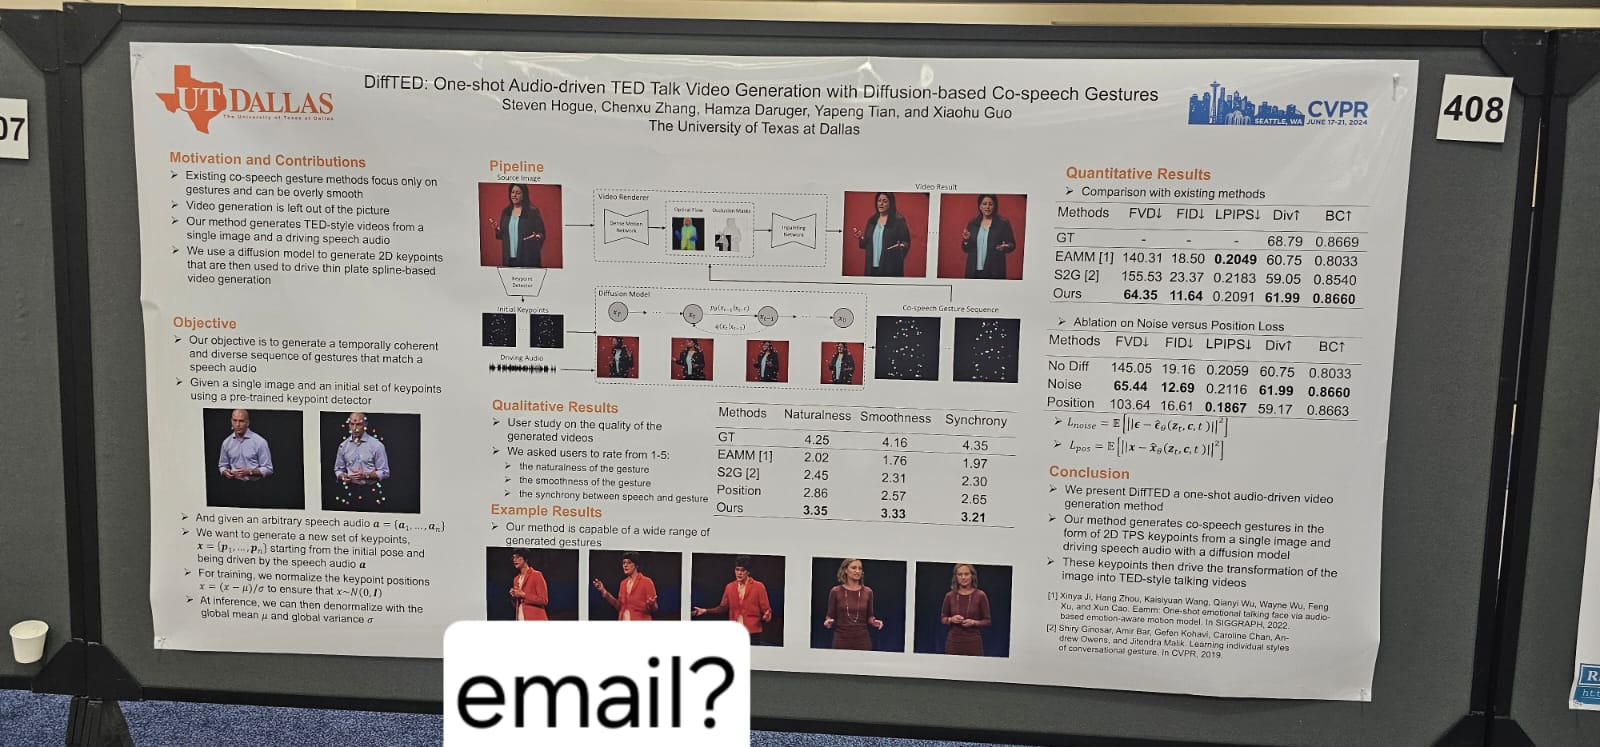 DiffTED: One-shot Audio-driven TED Talk Video Generation with Diffusion-based Co-speech Gestures
Steven Hogue, Chenxu Zhang, Hamza Daruger, Yapeng Tian, and Xiaohu Guo
The University of Texas at Dallas
UT DALLAS
The University of Texas at Dallas
CVPR
SEATTLE, WA JUNE 17-21, 2024
408
07
Motivation and Contributions
➢ Existing co-speech gesture methods focus only on
gestures and can be overly smooth
➢ Video generation is left out of the picture
➢ Our method generates TED-style videos from a
single image and a driving speech audio
➢ We use a diffusion model to generate 2D keypoints
that are then used to drive thin plate spline-based
video generation
Objective
➢ Our objective is to generate a temporally coherent
and diverse sequence of gestures that match a
speech audio
➢ Given a single image and an initial set of keypoints
using a pre-trained keypoint detector
➢ And given an arbitrary speech audio a = {a₁, ..., aₙ}
➢ We want to generate a new set of keypoints,
x = {p₁, ..., pₙ} starting from the initial pose and
being driven by the speech audio a
➢ For training, we normalize the keypoint positions
x = (x − μ)/σ to ensure that x~N(0, I)
➢ At inference, we can then denormalize with the
global mean μ and global variance σ
Pipeline
Source Image
Video Renderer
Dense Motion
Network
Optical Flow
Occlusion Masks
Inpainting
Network
Video Result
Keypoint
Detector
Initial Keypoints
Driving Audio
Diffusion Model
x_T ... x_t x_{t−1} ... x_0
p_θ(x_{t−1}|x_t, c)
q(x_t|x_{t−1})
Co-speech Gesture Sequence
Qualitative Results
➢ User study on the quality of the
generated videos
➢ We asked users to rate from 1-5:
➢ the naturalness of the gesture
➢ the smoothness of the gesture
➢ the synchrony between speech and gesture
Methods Naturalness Smoothness Synchrony
GT 4.25 4.16 4.35
EAMM [1] 2.02 1.76 1.97
S2G [2] 2.45 2.31 2.30
Position 2.86 2.57 2.65
Ours 3.35 3.33 3.21
Example Results
➢ Our method is capable of a wide range of
generated gestures
Quantitative Results
➢ Comparison with existing methods
Methods FVD↓ FID↓ LPIPS↓ Div↑ BC↑
GT - - - 68.79 0.8669
EAMM [1] 140.31 18.50 0.2049 60.75 0.8033
S2G [2] 155.53 23.37 0.2183 59.05 0.8540
Ours 64.35 11.64 0.2091 61.99 0.8660
➢ Ablation on Noise versus Position Loss
Methods FVD↓ FID↓ LPIPS↓ Div↑ BC↑
No Diff 145.05 19.16 0.2059 60.75 0.8033
Noise 65.44 12.69 0.2116 61.99 0.8660
Position 103.64 16.61 0.1867 59.17 0.8663
➢ L_noise = 𝔼[||ϵ − ϵ̂_θ(z_t, c, t)||²]
➢ L_pos = 𝔼[||x − x̂_θ(z_t, c, t)||²]
Conclusion
➢ We present DiffTED a one-shot audio-driven video
generation method
➢ Our method generates co-speech gestures in the
form of 2D TPS keypoints from a single image and
driving speech audio with a diffusion model
➢ These keypoints then drive the transformation of the
image into TED-style talking videos
[1] Xinya Ji, Hang Zhou, Kaisiyuan Wang, Qianyi Wu, Wayne Wu, Feng
Xu, and Xun Cao. Eamm: One-shot emotional talking face via audio-
based emotion-aware motion model. In SIGGRAPH, 2022.
[2] Shiry Ginosar, Amir Bar, Gefen Kohavi, Caroline Chan, An-
drew Owens, and Jitendra Malik. Learning individual styles
of conversational gesture. In CVPR, 2019.
email?